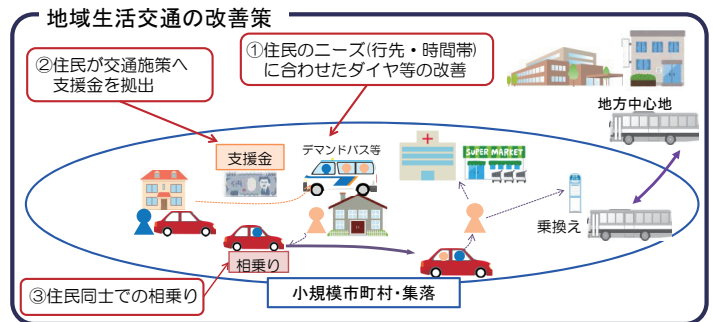 地域生活交通の改善策
①住民のニーズ(行先・時間帯)
に合わせたダイヤ等の改善
②住民が交通施策へ
支援金を拠出
地方中心地
支援金
デマンドバス等
SUPER MARKET
乗換え
相乗り
③住民同士での相乗り
小規模市町村・集落